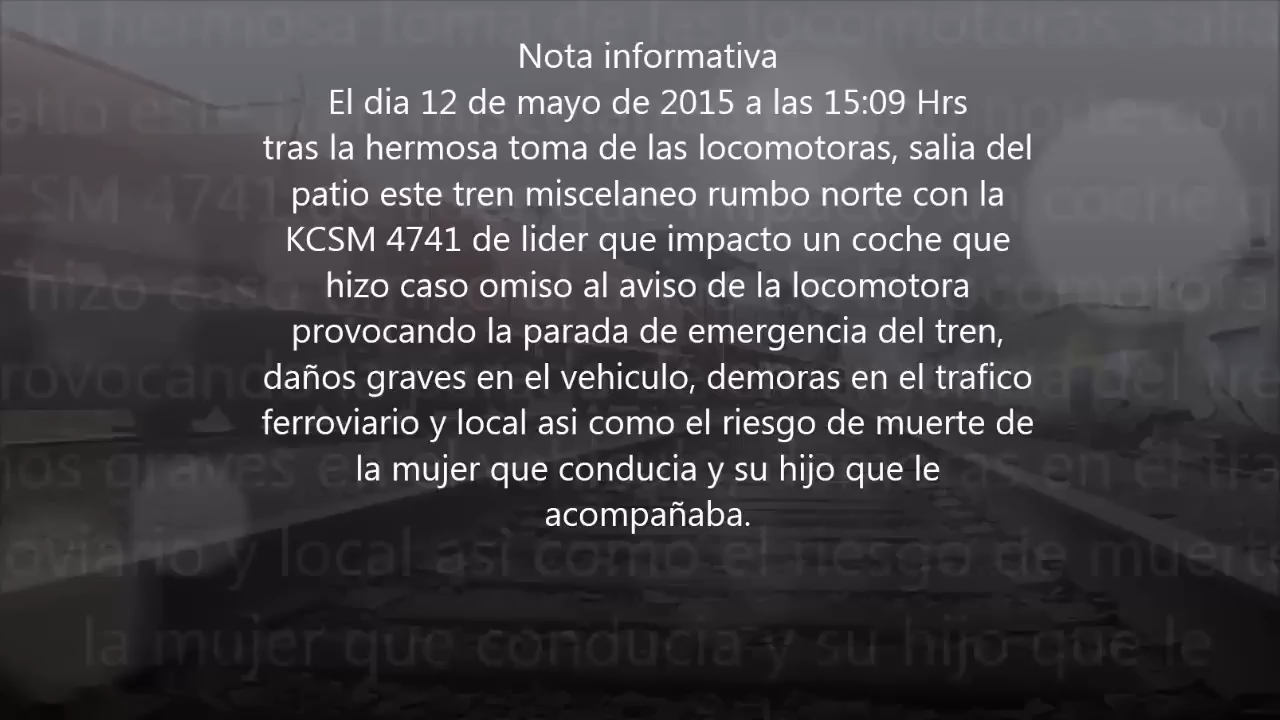 Nota informativa
El dia 12 de mayo de 2015 a las 15:09 Hrs
tras la hermosa toma de las locomotoras, salia del
patio este tren miscelaneo rumbo norte con la
KCSM 4741 de lider que impacto un coche que
hizo caso omiso al aviso de la locomotora
provocando la parada de emergencia del tren,
daños graves en el vehiculo, demoras en el trafico
ferroviario y local asi como el riesgo de muerte de
la mujer que conducia y su hijo que le
acompañaba.